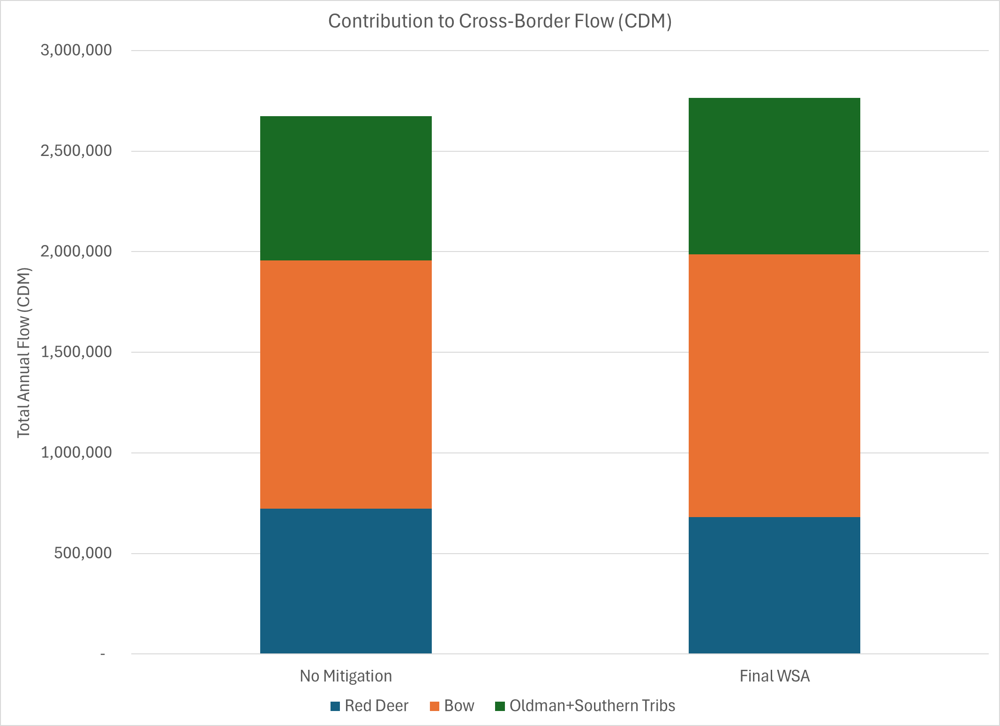 Contribution to Cross-Border Flow (CDM)
Total Annual Flow (CDM)
3,000,000
2,500,000
2,000,000
1,500,000
1,000,000
500,000
-
No Mitigation
Final WSA
Red Deer
Bow
Oldman+Southern Tribs